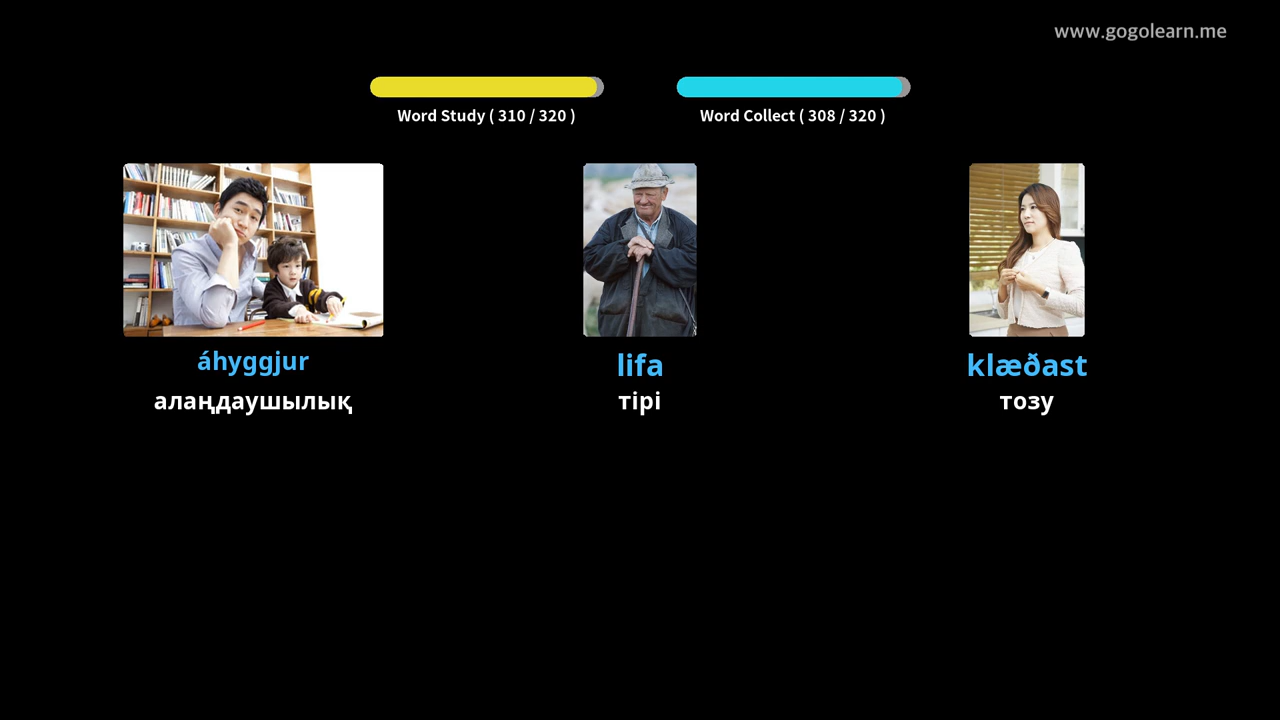 www.gogolearn.me
Word Study ( 310 / 320 )
Word Collect ( 308 / 320 )
áhyggjur
lifa
klæðast
алаңдаушылық
тірі
тозу